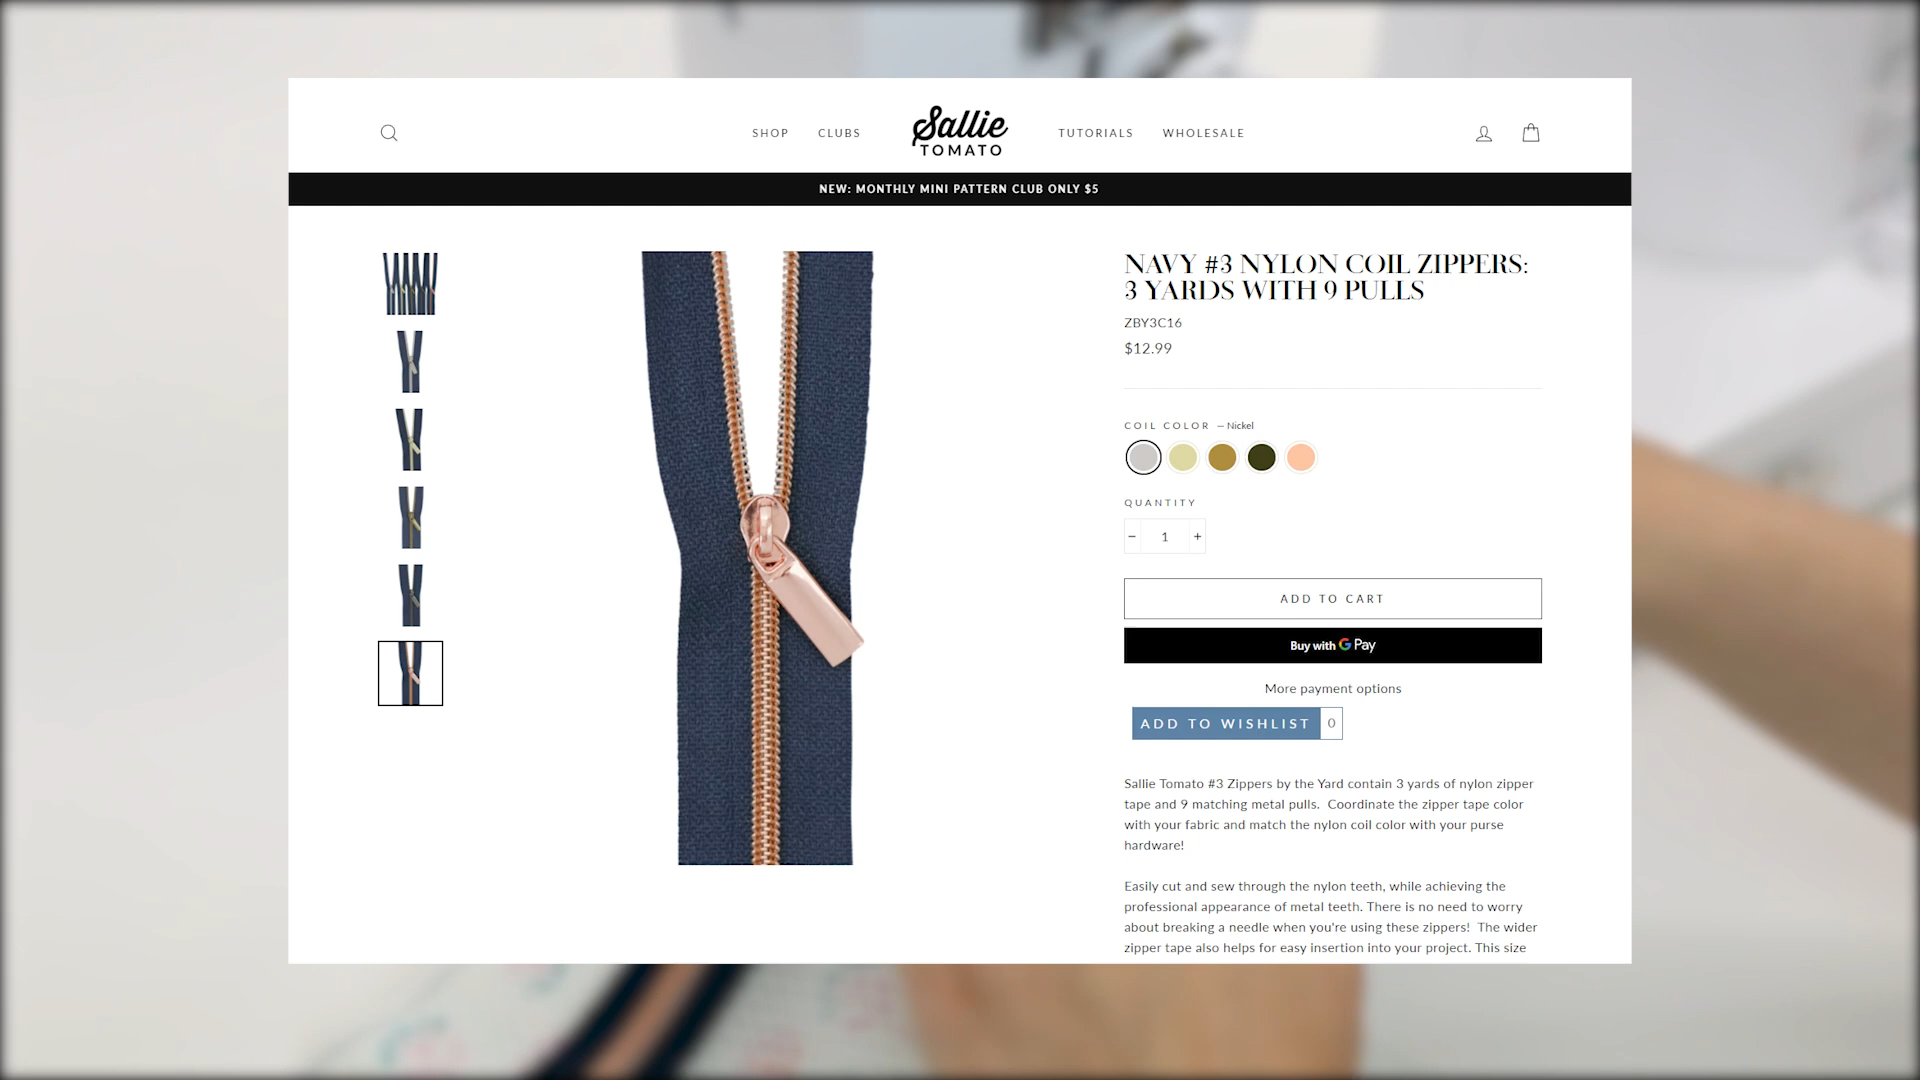 SHOP
CLUBS
Sallie
TOMATO
TUTORIALS
WHOLESALE
NEW: MONTHLY MINI PATTERN CLUB ONLY $5
NAVY #3 NYLON COIL ZIPPERS:
3 YARDS WITH 9 PULLS
ZBY3C16
$12.99
COIL COLOR — Nickel
QUANTITY
− 1 +
ADD TO CART
Buy with G Pay
More payment options
ADD TO WISHLIST 0
Sallie Tomato #3 Zippers by the Yard contain 3 yards of nylon zipper
tape and 9 matching metal pulls. Coordinate the zipper tape color
with your fabric and match the nylon coil color with your purse
hardware!
Easily cut and sew through the nylon teeth, while achieving the
professional appearance of metal teeth. There is no need to worry
about breaking a needle when you're using these zippers! The wider
zipper tape also helps for easy insertion into your project. This size